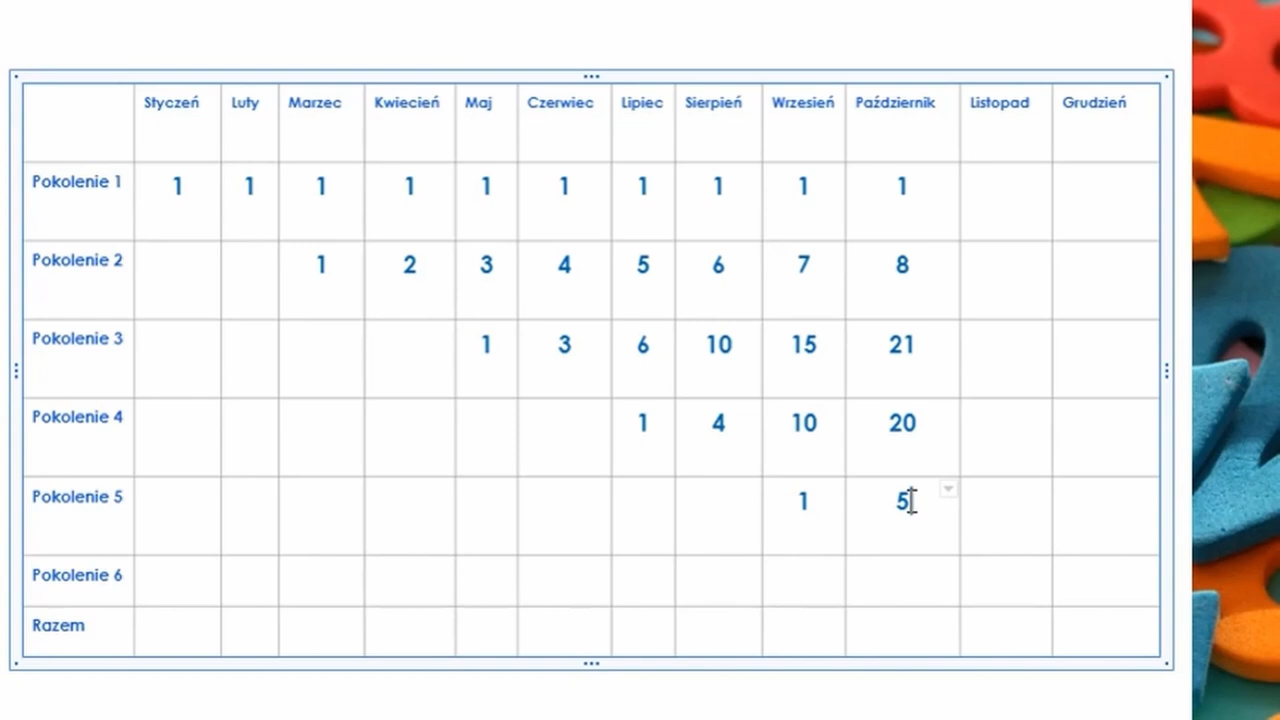 Styczeń Luty Marzec Kwiecień Maj Czerwiec Lipiec Sierpień Wrzesień Październik Listopad Grudzień
Pokolenie 1 1 1 1 1 1 1 1 1 1 1
Pokolenie 2 1 2 3 4 5 6 7 8
Pokolenie 3 1 3 6 10 15 21
Pokolenie 4 1 4 10 20
Pokolenie 5 1 5
Pokolenie 6
Razem